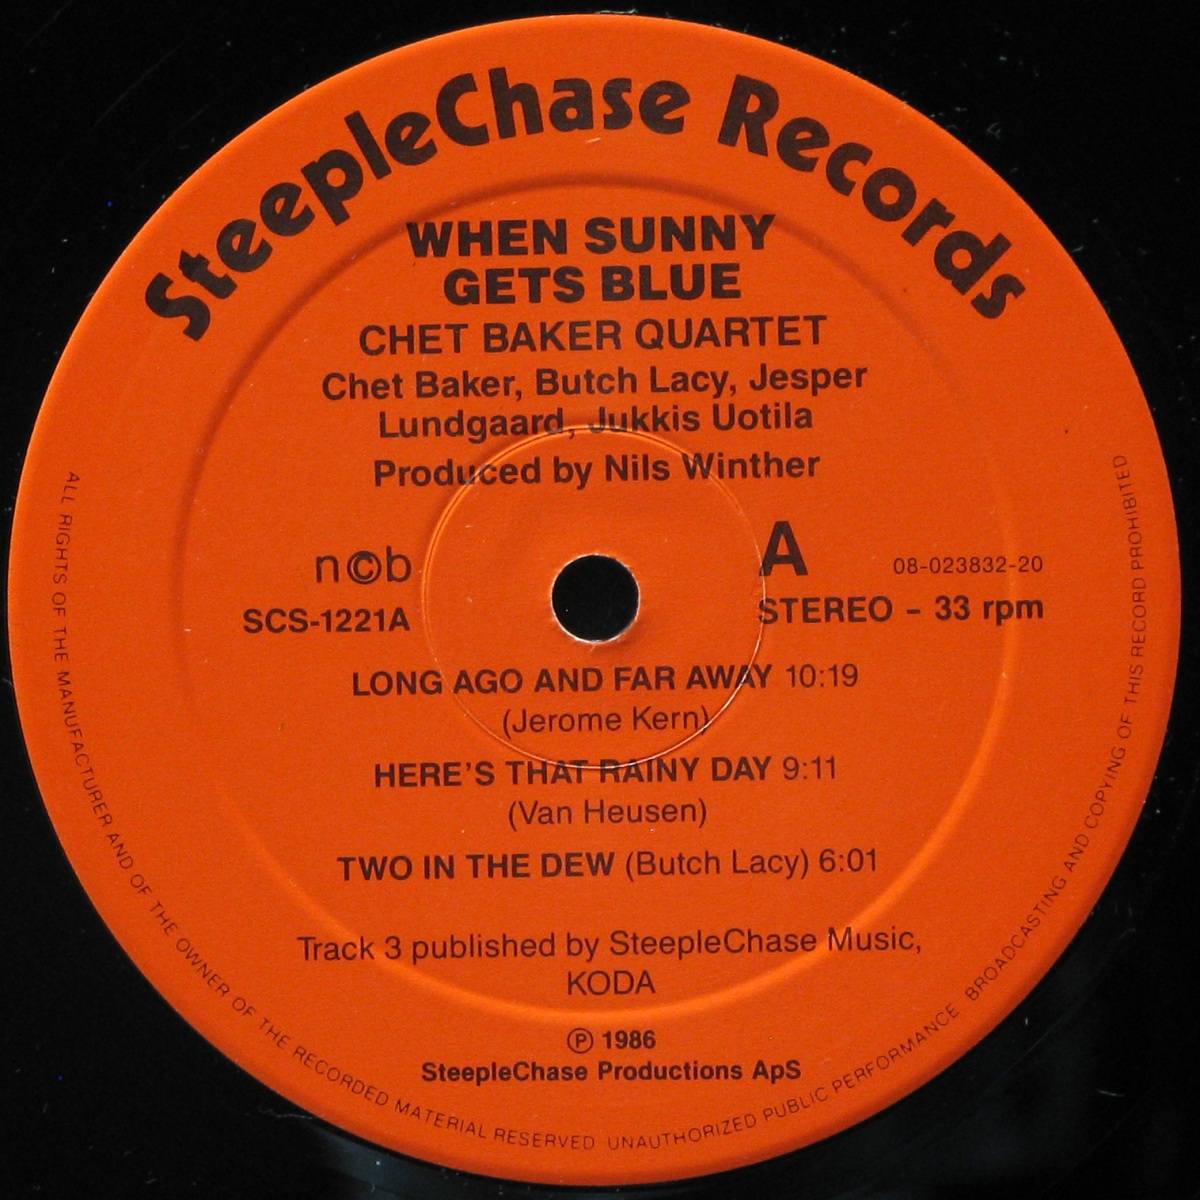 SteepleChase Records
WHEN SUNNY
GETS BLUE
CHET BAKER QUARTET
Chet Baker, Butch Lacy, Jesper
Lundgaard, Jukkis Uotila
Produced by Nils Winther
n©b
SCS-1221A
A
08-023832-20
STEREO - 33 rpm
LONG AGO AND FAR AWAY 10:19
(Jerome Kern)
HERE'S THAT RAINY DAY 9:11
(Van Heusen)
TWO IN THE DEW (Butch Lacy) 6:01
Track 3 published by SteepleChase Music,
KODA
℗ 1986
SteepleChase Productions ApS
ALL RIGHTS OF THE MANUFACTURER AND OF THE OWNER OF THE RECORDED MATERIAL RESERVED UNAUTHORIZED PUBLIC PERFORMANCE BROADCASTING AND COPYING OF THIS RECORD PROHIBITED